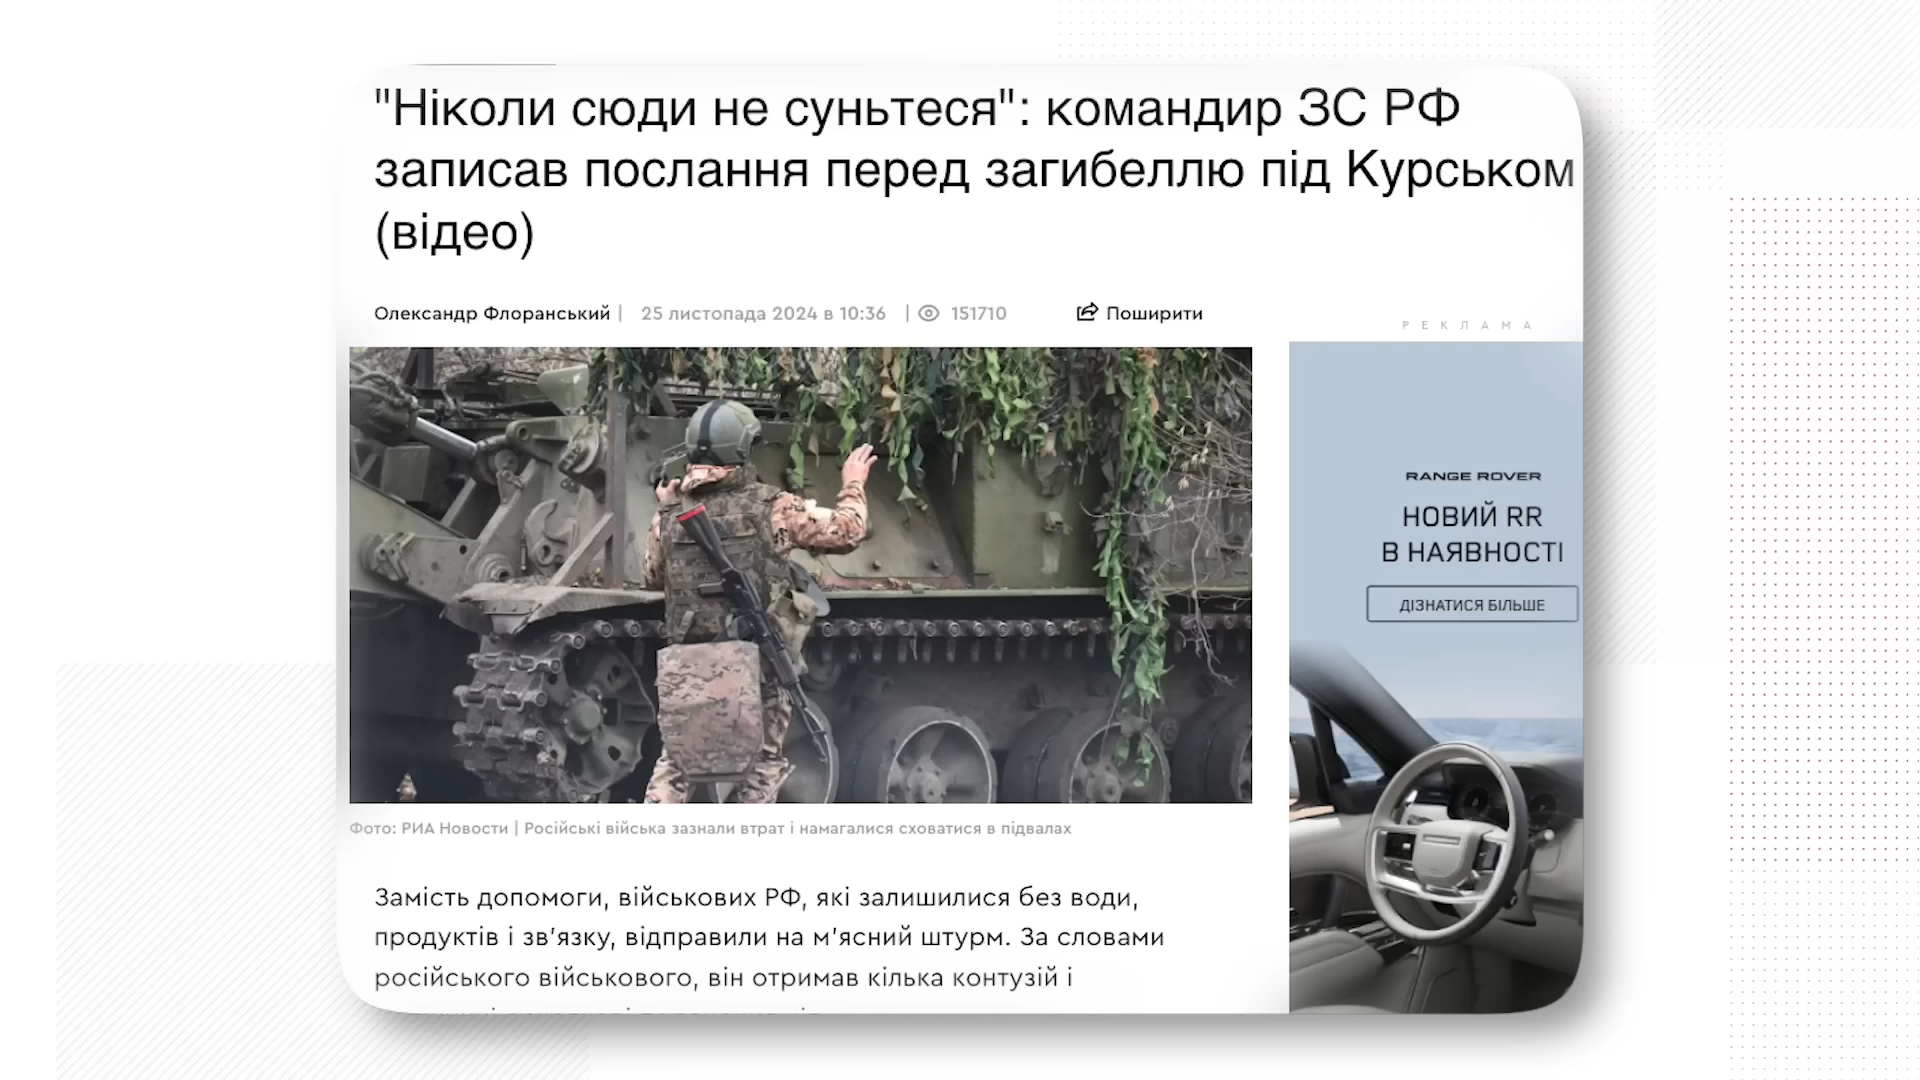 "Ніколи сюди не суньтеся": командир ЗС РФ
записав послання перед загибеллю під Курськом
(відео)
Олександр Флоранський | 25 листопада 2024 в 10:36 | 151710 Поширити
РЕКЛАМА
RANGE ROVER
НОВИЙ RR
В НАЯВНОСТІ
ДІЗНАТИСЯ БІЛЬШЕ
Фото: РИА Новости | Російські війська зазнали втрат і намагалися сховатися в підвалах
Замість допомоги, військових РФ, які залишилися без води,
продуктів і зв'язку, відправили на м'ясний штурм. За словами
російського військового, він отримав кілька контузій і